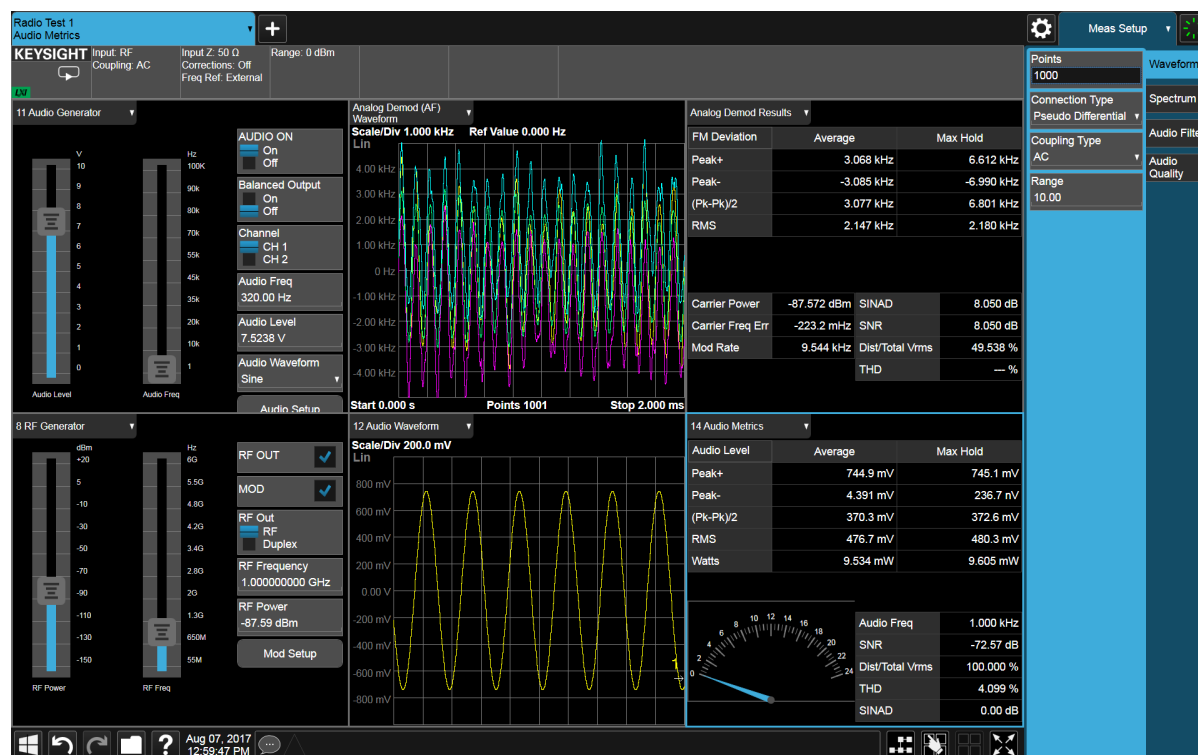 Radio Test 1
Audio Metrics
Meas Setup
KEYSIGHT
LXI
Input: RF
Coupling: AC
Input Z: 50 Ω
Corrections: Off
Freq Ref: External
Range: 0 dBm
11 Audio Generator
V
10
9
8
7
6
5
4
3
2
1
0
Audio Level
Hz
100K
90k
80k
70k
55k
45k
35k
20k
10k
1
Audio Freq
AUDIO ON
On
Off
Balanced Output
On
Off
Channel
CH 1
CH 2
Audio Freq
320.00 Hz
Audio Level
7.5238 V
Audio Waveform
Sine
Audio Setup
Analog Demod (AF)
Waveform
Scale/Div 1.000 kHz Ref Value 0.000 Hz
Lin
4.00 kHz
3.00 kHz
2.00 kHz
1.00 kHz
0 Hz
-1.00 kHz
-2.00 kHz
-3.00 kHz
-4.00 kHz
Start 0.000 s Points 1001 Stop 2.000 ms
Analog Demod Results
FM Deviation Average Max Hold
Peak+ 3.068 kHz 6.612 kHz
Peak- -3.085 kHz -6.990 kHz
(Pk-Pk)/2 3.077 kHz 6.801 kHz
RMS 2.147 kHz 2.180 kHz
Carrier Power -87.572 dBm SINAD 8.050 dB
Carrier Freq Err -223.2 mHz SNR 8.050 dB
Mod Rate 9.544 kHz Dist/Total Vrms 49.538 %
THD --- %
8 RF Generator
dBm
+20
5
-10
-30
-50
-70
-90
-110
-130
-150
RF Power
Hz
6G
5.5G
4.8G
4.2G
3.4G
2.8G
2G
1.3G
650M
55M
RF Freq
RF OUT
MOD
RF Out
RF
Duplex
RF Frequency
1.000000000 GHz
RF Power
-87.59 dBm
Mod Setup
12 Audio Waveform
Scale/Div 200.0 mV
Lin
800 mV
600 mV
400 mV
200 mV
0.00 V
-200 mV
-400 mV
-600 mV
-800 mV
14 Audio Metrics
Audio Level Average Max Hold
Peak+ 744.9 mV 745.1 mV
Peak- 4.391 mV 236.7 nV
(Pk-Pk)/2 370.3 mV 372.6 mV
RMS 476.7 mV 480.3 mV
Watts 9.534 mW 9.605 mW
0 2 4 6 8 10 12 14 16 18 20 22 24
Audio Freq 1.000 kHz
SNR -72.57 dB
Dist/Total Vrms 100.000 %
THD 4.099 %
SINAD 0.00 dB
Points
1000
Connection Type
Pseudo Differential
Coupling Type
AC
Range
10.00
Waveform
Spectrum
Audio Filte
Audio
Quality
Aug 07, 2017
12:59:47 PM